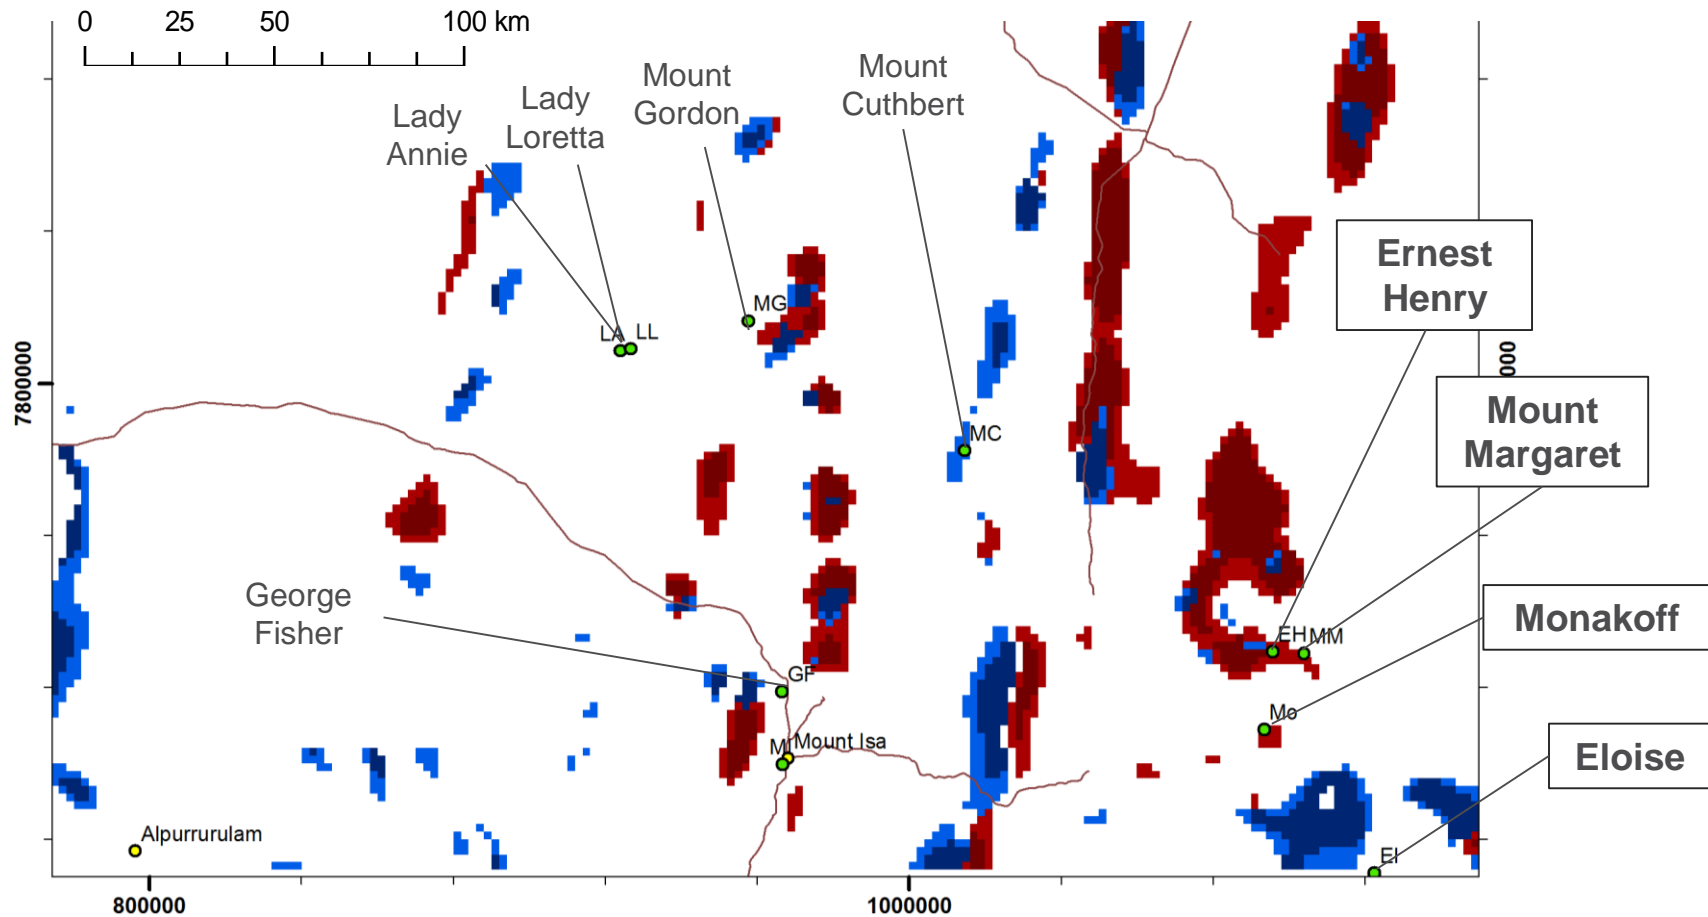 0 25 50 100 km
Lady
Annie
Lady
Loretta
Mount
Gordon
Mount
Cuthbert
Ernest
Henry
MG
LA LL
7800000
00
Mount
Margaret
MC
George
Fisher
Monakoff
EH MM
GF
Mo
MI Mount Isa
Eloise
Alpurrurulam
El
800000
1000000